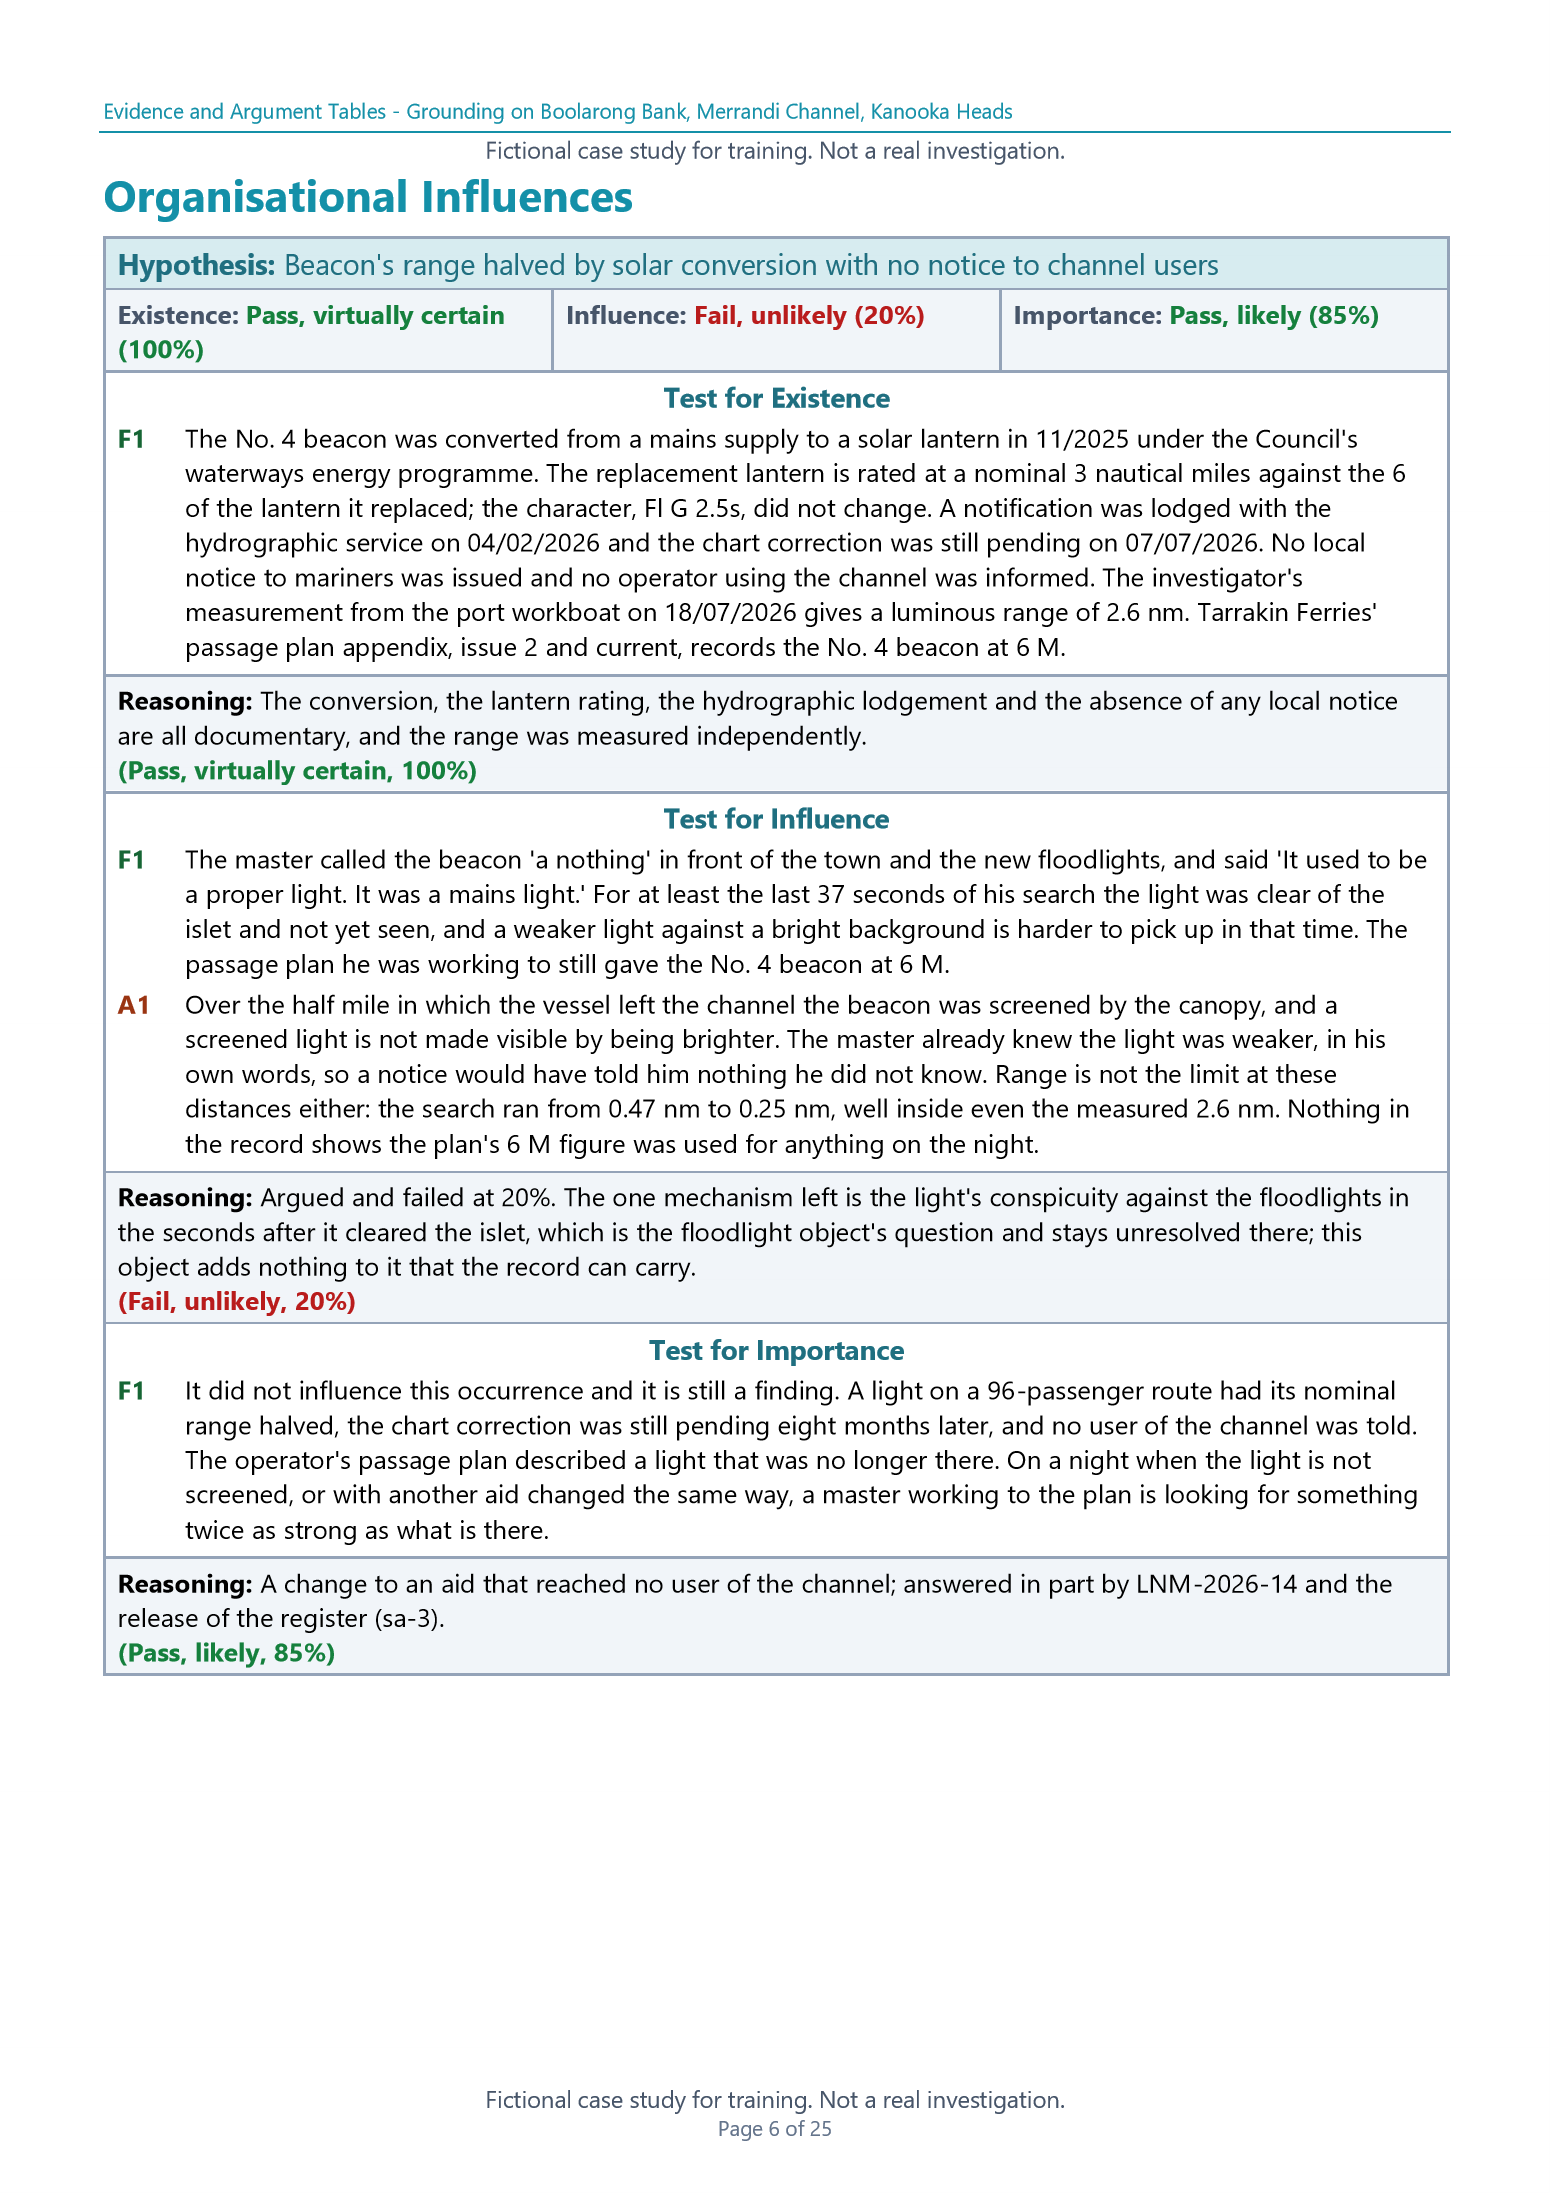 Evidence and Argument Tables - Grounding on Boolarong Bank, Merrandi Channel, Kanooka Heads
Fictional case study for training. Not a real investigation.
Organisational Influences
Hypothesis: Beacon's range halved by solar conversion with no notice to channel users
Existence: Pass, virtually certain
(100%)
Influence: Fail, unlikely (20%)
Importance: Pass, likely (85%)
Test for Existence
F1 The No. 4 beacon was converted from a mains supply to a solar lantern in 11/2025 under the Council's
waterways energy programme. The replacement lantern is rated at a nominal 3 nautical miles against the 6
of the lantern it replaced; the character, Fl G 2.5s, did not change. A notification was lodged with the
hydrographic service on 04/02/2026 and the chart correction was still pending on 07/07/2026. No local
notice to mariners was issued and no operator using the channel was informed. The investigator's
measurement from the port workboat on 18/07/2026 gives a luminous range of 2.6 nm. Tarrakin Ferries'
passage plan appendix, issue 2 and current, records the No. 4 beacon at 6 M.
Reasoning: The conversion, the lantern rating, the hydrographic lodgement and the absence of any local notice
are all documentary, and the range was measured independently.
(Pass, virtually certain, 100%)
Test for Influence
F1 The master called the beacon 'a nothing' in front of the town and the new floodlights, and said 'It used to be
a proper light. It was a mains light.' For at least the last 37 seconds of his search the light was clear of the
islet and not yet seen, and a weaker light against a bright background is harder to pick up in that time. The
passage plan he was working to still gave the No. 4 beacon at 6 M.
A1 Over the half mile in which the vessel left the channel the beacon was screened by the canopy, and a
screened light is not made visible by being brighter. The master already knew the light was weaker, in his
own words, so a notice would have told him nothing he did not know. Range is not the limit at these
distances either: the search ran from 0.47 nm to 0.25 nm, well inside even the measured 2.6 nm. Nothing in
the record shows the plan's 6 M figure was used for anything on the night.
Reasoning: Argued and failed at 20%. The one mechanism left is the light's conspicuity against the floodlights in
the seconds after it cleared the islet, which is the floodlight object's question and stays unresolved there; this
object adds nothing to it that the record can carry.
(Fail, unlikely, 20%)
Test for Importance
F1 It did not influence this occurrence and it is still a finding. A light on a 96-passenger route had its nominal
range halved, the chart correction was still pending eight months later, and no user of the channel was told.
The operator's passage plan described a light that was no longer there. On a night when the light is not
screened, or with another aid changed the same way, a master working to the plan is looking for something
twice as strong as what is there.
Reasoning: A change to an aid that reached no user of the channel; answered in part by LNM-2026-14 and the
release of the register (sa-3).
(Pass, likely, 85%)
Fictional case study for training. Not a real investigation.
Page 6 of 25